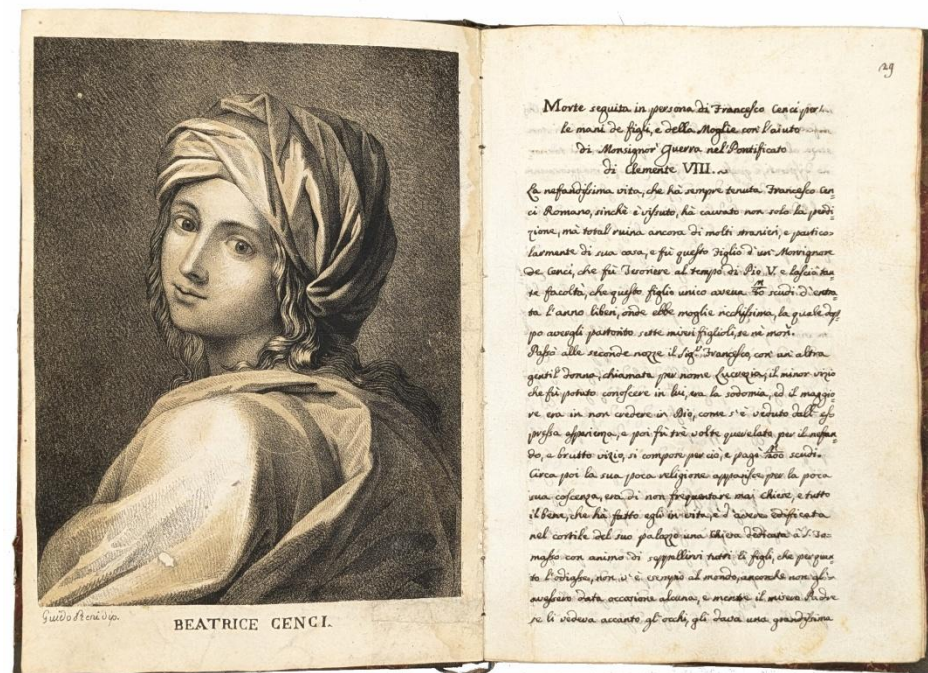 Guido Reni dip.
BEATRICE CENCI.
29
Morte seguita in persona di Francesco Cenci per
le mani de figli, e della Moglie con l'aiuto
di Monsignor Guerra nel Pontificato
di Clemente VIII.
La nefandissima vita, che hà sempre tenuta Francesco Cen
ci Romano, sinchè è vissuto, hà causato non solo la perdi
zione, mà total ruina ancora di molti stranieri, e partico
larmente di sua casa, e fù questo Figlio d'un Monsignore
de Cenci, che fù Tesoriere al tempo di Pio V. e lasciò tan
te facoltà, che questo figlio unico aveva scudi d'entra
ta l'anno liberi, onde ebbe moglie ricchissima, la quale dop
po avergli partorito sette miseri figlioli, se nè morì.
Passò alle seconde nozze il Sig.r Francesco, con un altra
gentil donna, chiamata per nome Lucrezia, il minor vizio
che fù potuto conoscere in lui, era la sodomia, ed il maggio
re era in non credere in Dio, come s'è veduto dall' es
pressa esperienza, e poi fù tre volte querelato per il nefan
do, e brutto vizio, si compose per ciò, e pagò scudi.
Circa poi la sua poca religione apparisce, per la poca
sua coscenza, era di non frequentare mai chiese, e tutto
il bene, che hà fatto egli in vita, è d'avere edificata
nel cortile del suo palazzo una Chiesa dedicata à S. To-
masso con animo di seppellirvi tutti li figli, che per quan
to l'odiasse, non v'è esempio al mondo, ancorchè non gl'
avessero data occasione alcuna, e mentre il misero Padre
se li vedeva accanto gl'occhi, gli dava una grandissima